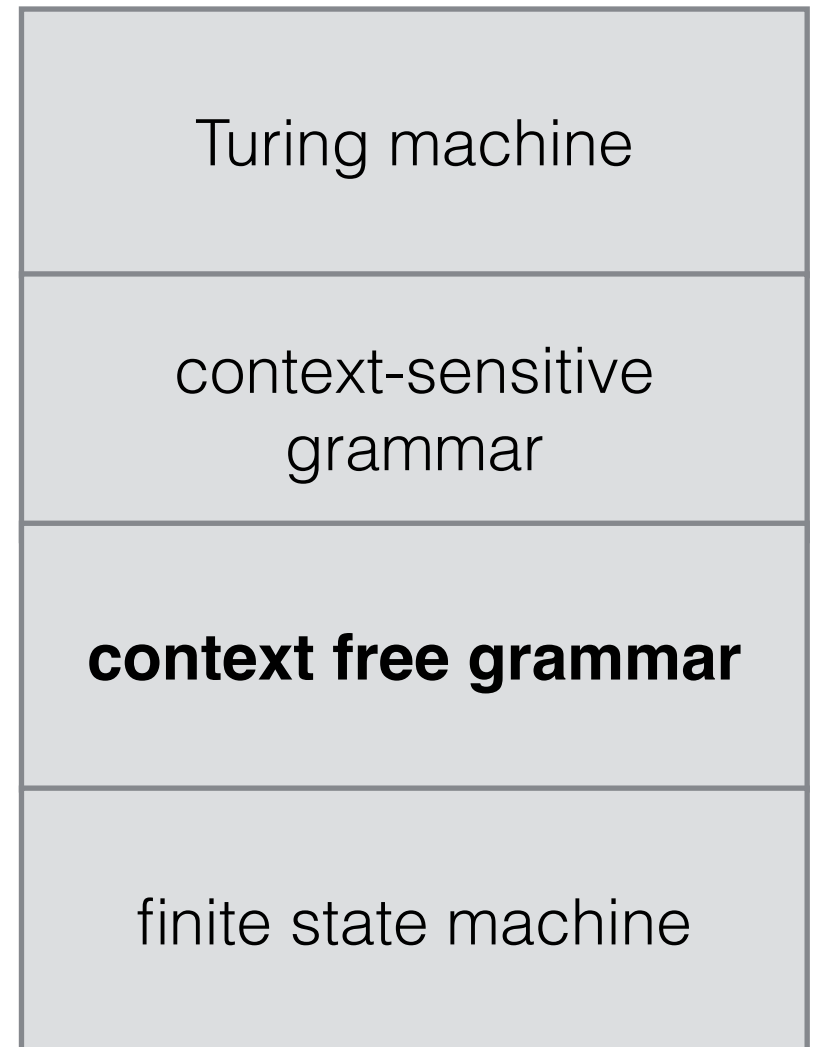 Turing machine
context-sensitive
grammar
context free grammar
finite state machine